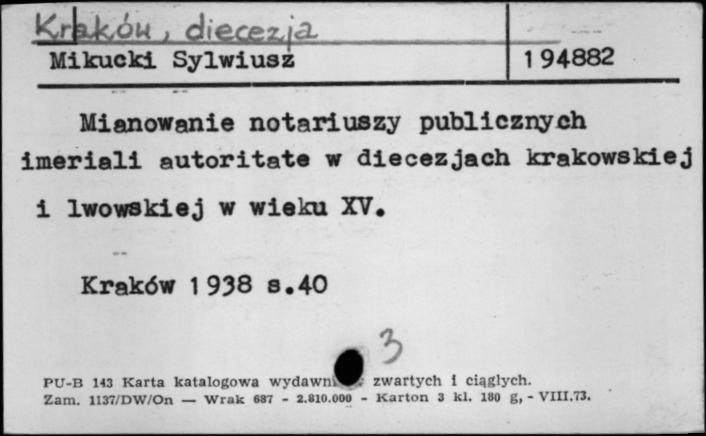 Kraków, diecezja
Mikucki Sylwiusz 194882
Mianowanie notariuszy publicznych
imeriali autoritate w diecezjach krakowskiej
i lwowskiej w wieku XV.
Kraków 1938 s.40
3
PU-B 143 Karta katalogowa zwartych i ciągłych.
Zam. 1137/DW/On — Wrak 687 - 2.810.000 - Karton 3 kl. 180 g, - VIII.73.